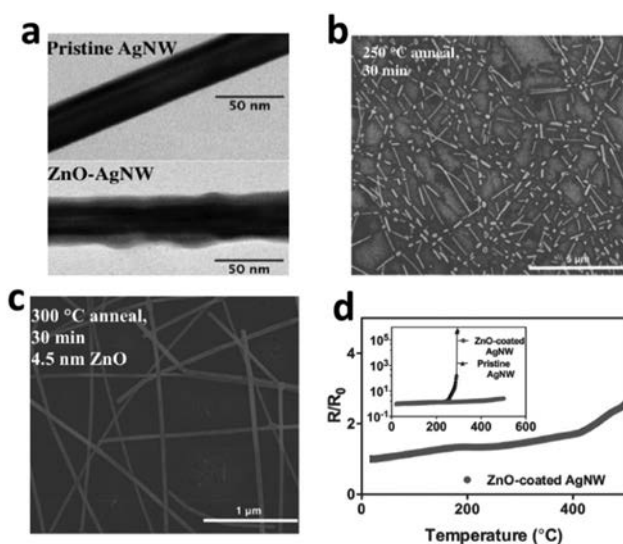 a
Pristine AgNW
50 nm
ZnO-AgNW
50 nm
b
250 °C anneal,
30 min
5 μm
c
300 °C anneal,
30 min
4.5 nm ZnO
1 μm
d
R/R0
4
2
0
10^5
10^3
10^1
10^-1
0 200 400 600
ZnO-coated
AgNW
Pristine
AgNW
ZnO-coated AgNW
0 200 400
Temperature (°C)